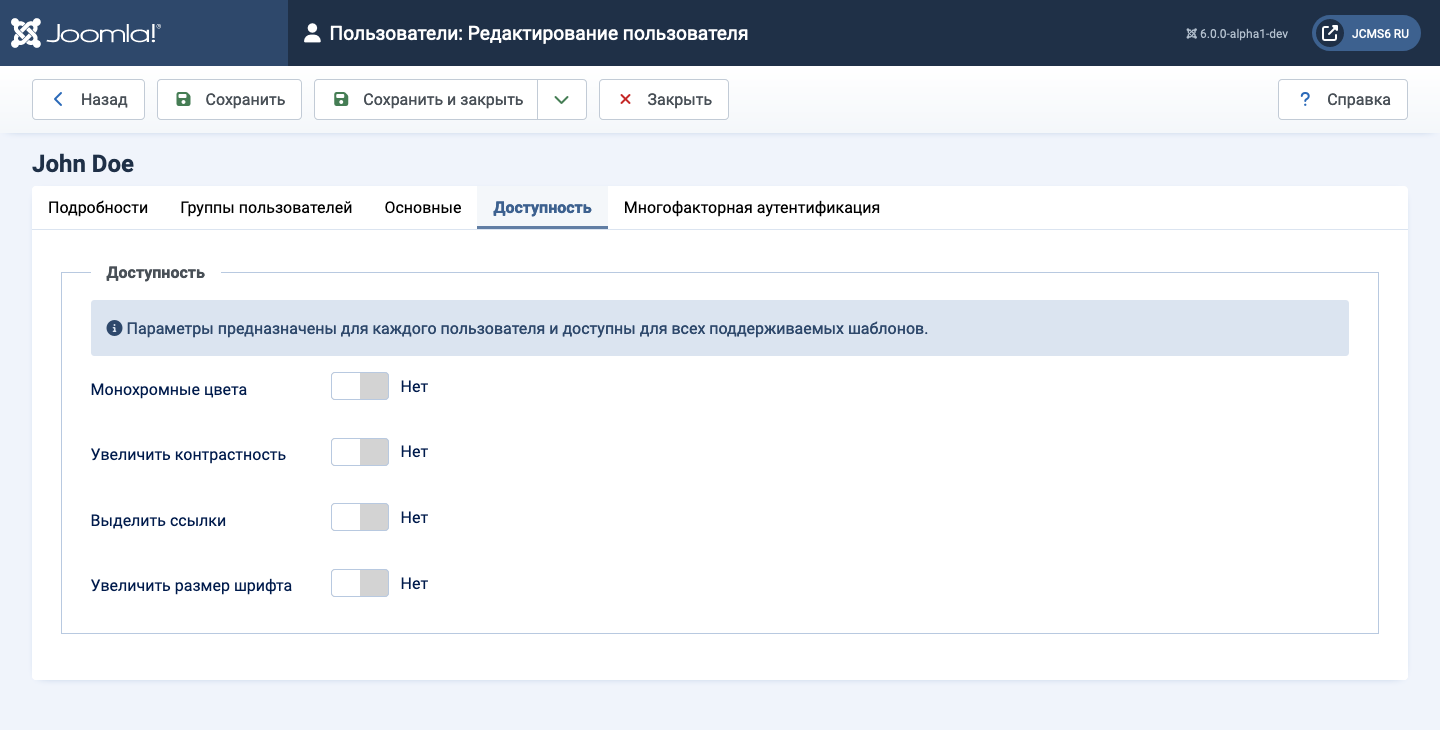 Joomla!®
Пользователи: Редактирование пользователя
6.0.0-alpha1-dev
JCMS6 RU
Назад
Сохранить
Сохранить и закрыть
Закрыть
? Справка
John Doe
Подробности
Группы пользователей
Основные
Доступность
Многофакторная аутентификация
Доступность
Параметры предназначены для каждого пользователя и доступны для всех поддерживаемых шаблонов.
Монохромные цвета
Нет
Увеличить контрастность
Нет
Выделить ссылки
Нет
Увеличить размер шрифта
Нет